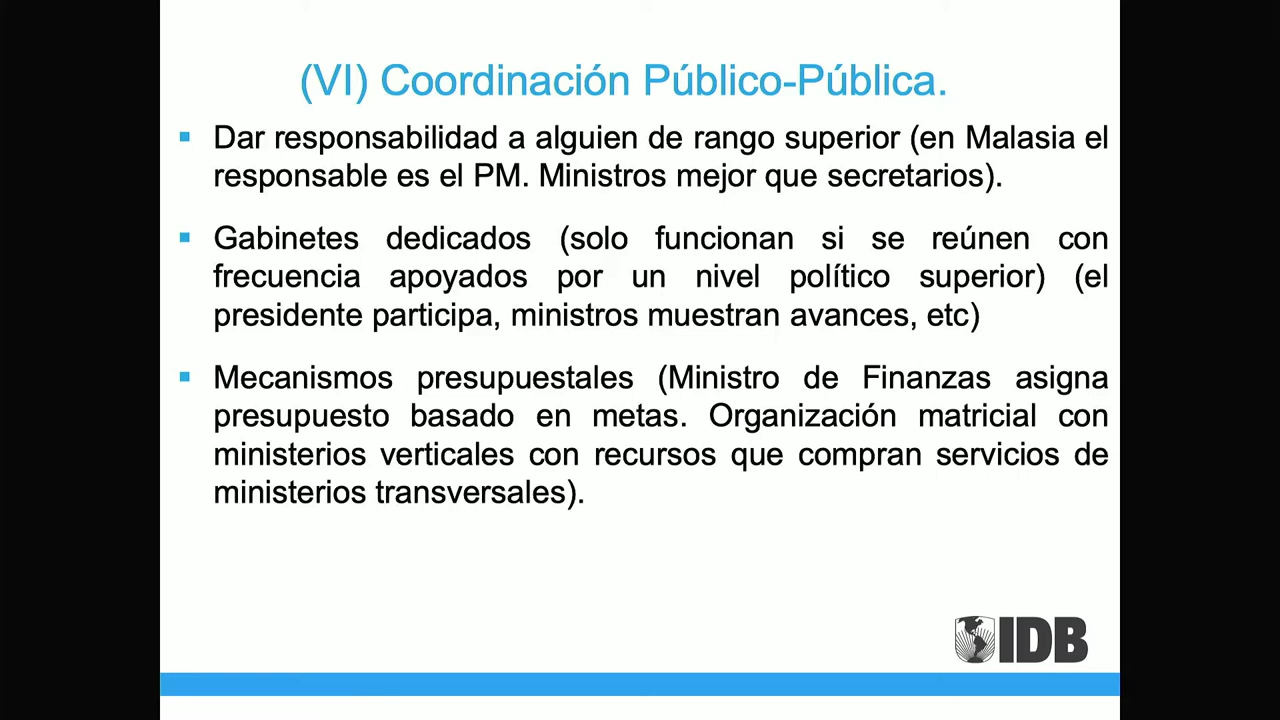 (VI) Coordinación Público-Pública.
Dar responsabilidad a alguien de rango superior (en Malasia el
responsable es el PM. Ministros mejor que secretarios).
Gabinetes dedicados (solo funcionan si se reúnen con
frecuencia apoyados por un nivel político superior) (el
presidente participa, ministros muestran avances, etc)
Mecanismos presupuestales (Ministro de Finanzas asigna
presupuesto basado en metas. Organización matricial con
ministerios verticales con recursos que compran servicios de
ministerios transversales).
IDB